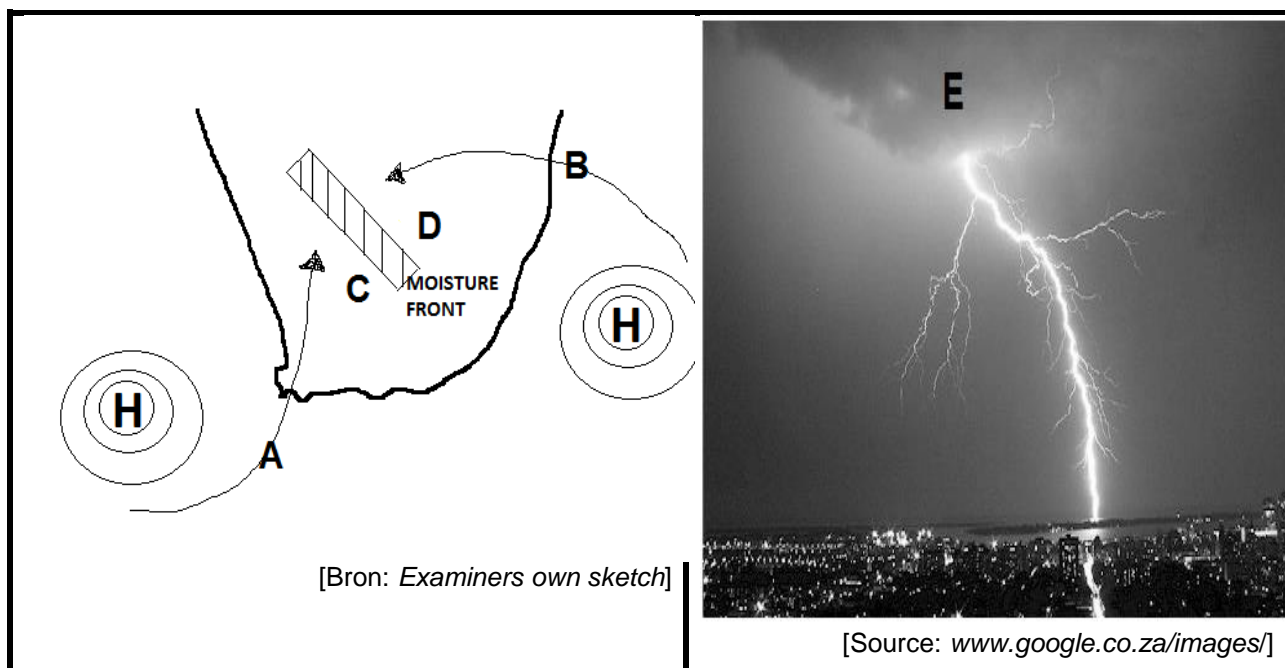 E
B
D
C
MOISTURE
FRONT
H
H
A
[Bron: Examiners own sketch]
[Source: www.google.co.za/images/]